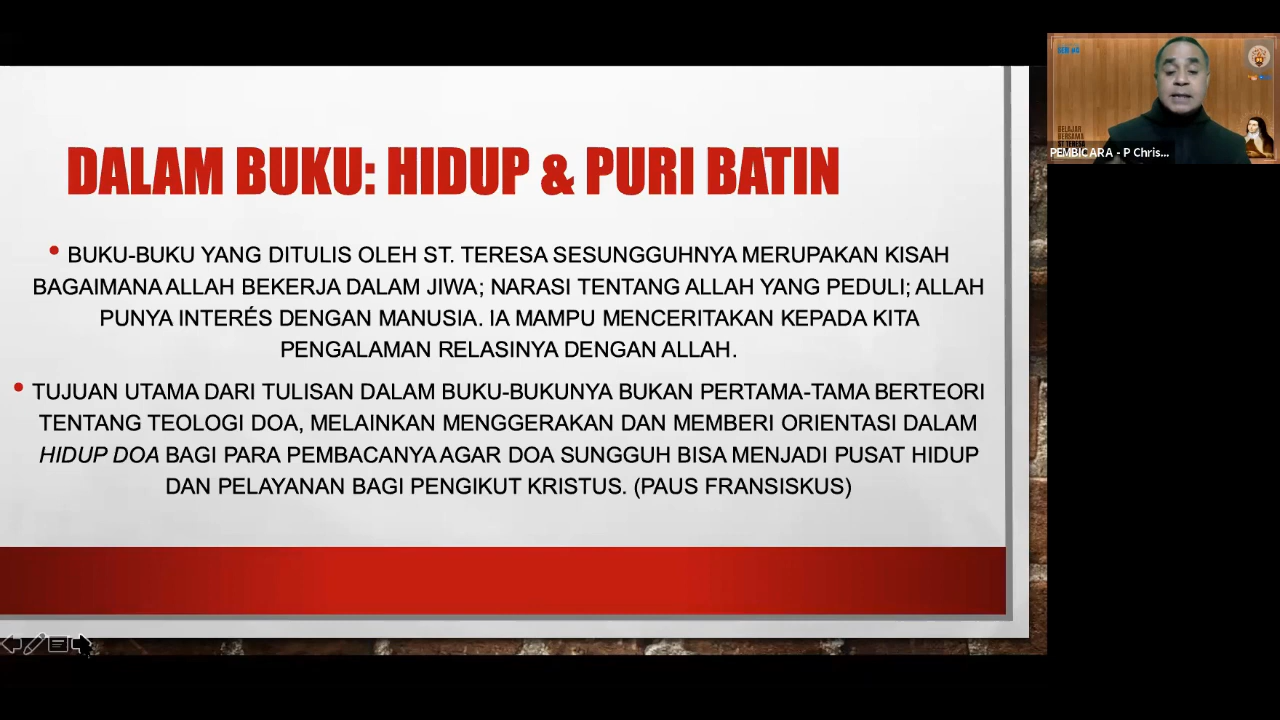 DALAM BUKU: HIDUP & PURI BATIN
• BUKU-BUKU YANG DITULIS OLEH ST. TERESA SESUNGGUHNYA MERUPAKAN KISAH
BAGAIMANA ALLAH BEKERJA DALAM JIWA; NARASI TENTANG ALLAH YANG PEDULI; ALLAH
PUNYA INTERÉS DENGAN MANUSIA. IA MAMPU MENCERITAKAN KEPADA KITA
PENGALAMAN RELASINYA DENGAN ALLAH.
• TUJUAN UTAMA DARI TULISAN DALAM BUKU-BUKUNYA BUKAN PERTAMA-TAMA BERTEORI
TENTANG TEOLOGI DOA, MELAINKAN MENGGERAKAN DAN MEMBERI ORIENTASI DALAM
HIDUP DOA BAGI PARA PEMBACANYA AGAR DOA SUNGGUH BISA MENJADI PUSAT HIDUP
DAN PELAYANAN BAGI PENGIKUT KRISTUS. (PAUS FRANSISKUS)
BELAJAR
BERSAMA
ST TERESA
PEMBICARA - P Chris...